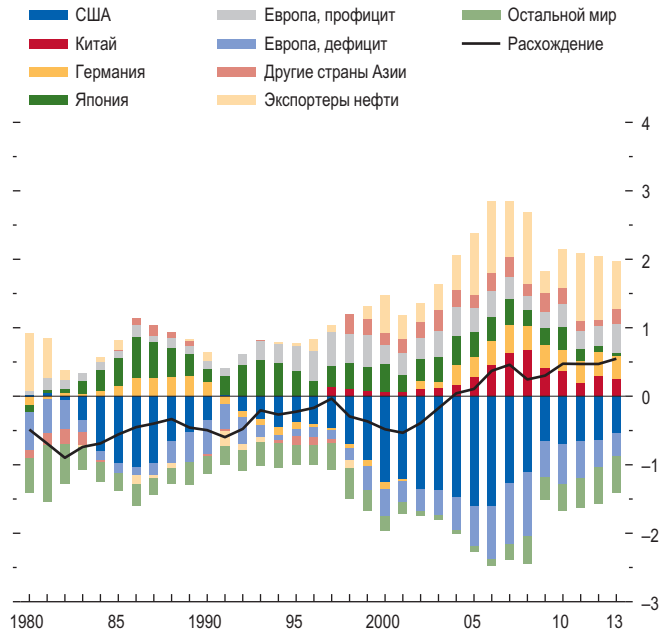 США
Китай
Германия
Япония
Европа, профицит
Европа, дефицит
Другие страны Азии
Экспортеры нефти
Остальной мир
Расхождение
4
3
2
1
0
–1
–2
–3
1980 85 1990 95 2000 05 10 13